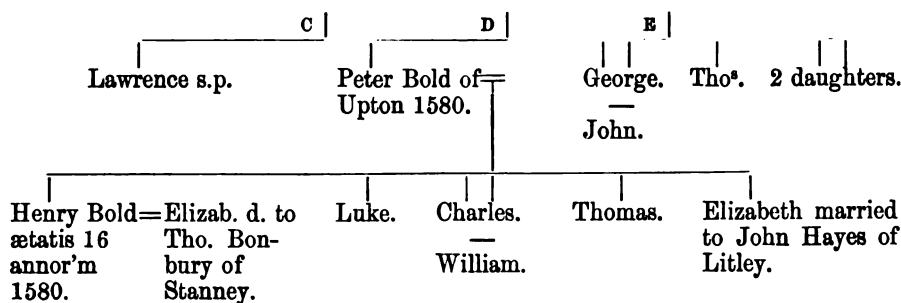 C D E
Lawrence s.p. Peter Bold of= George. Thoˢ. 2 daughters.
Upton 1580. —
John.
Henry Bold=Elizab. d. to Luke. Charles. Thomas. Elizabeth married
ætatis 16 Tho. Bon- — to John Hayes of
annor'm bury of William. Litley.
1580. Stanney.